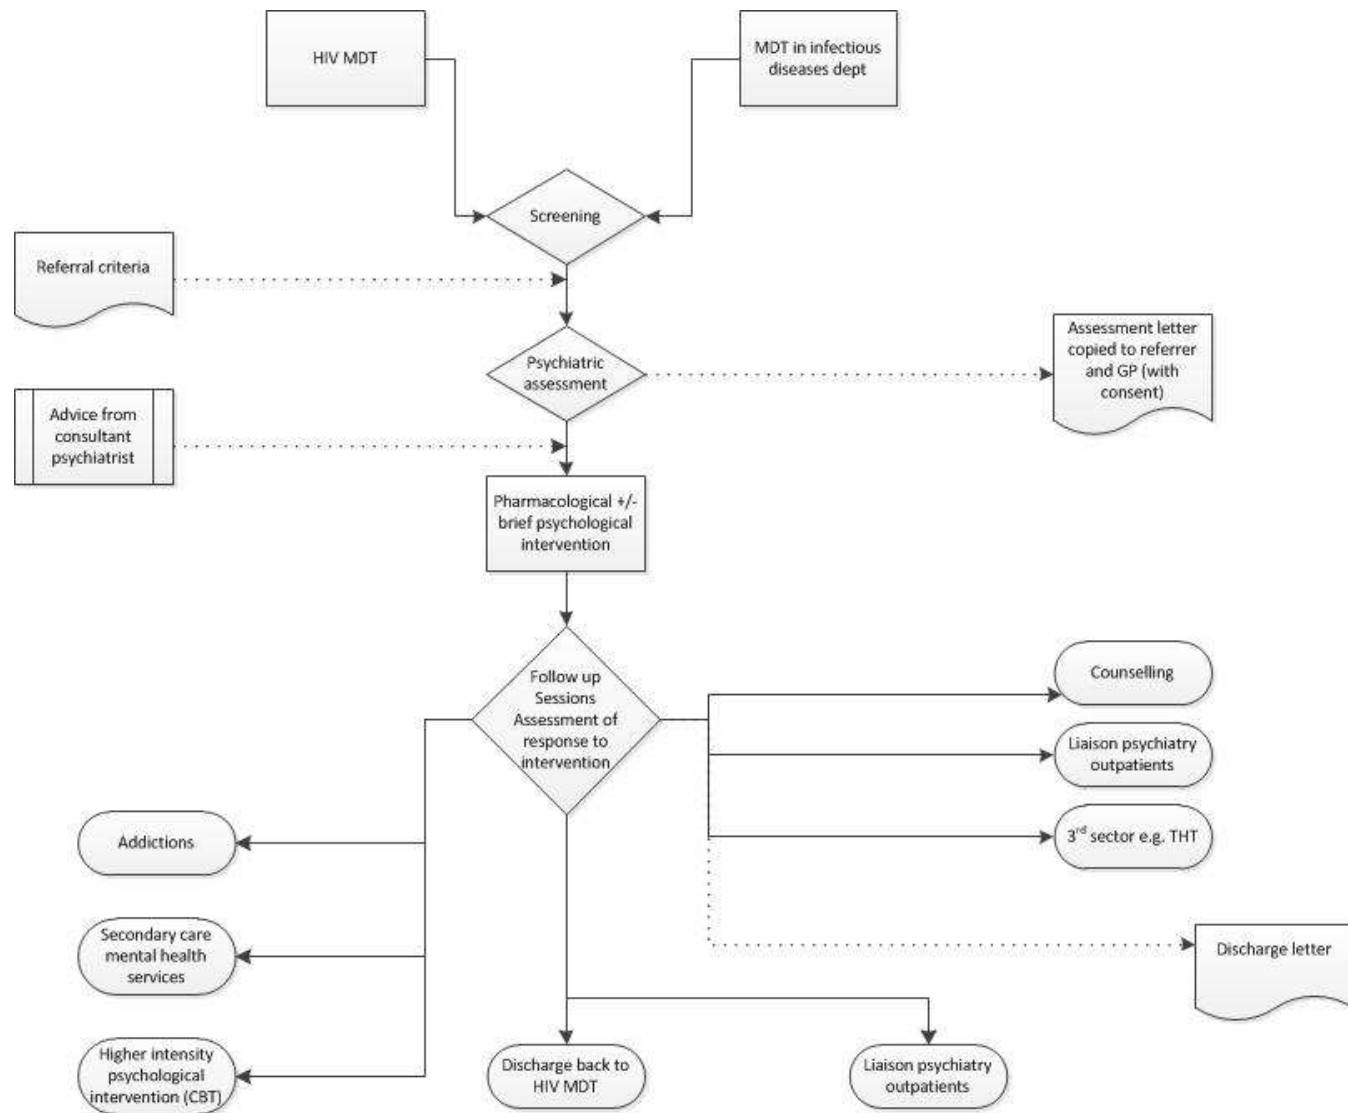 HIV MDT
MDT in infectious
diseases dept
Screening
Referral criteria
Psychiatric
assessment
Assessment letter
copied to referrer
and GP (with
consent)
Advice from
consultant
psychiatrist
Pharmacological +/-
brief psychological
intervention
Follow up
Sessions
Assessment of
response to
intervention
Counselling
Liaison psychiatry
outpatients
3rd sector e.g. THT
Addictions
Secondary care
mental health
services
Discharge letter
Higher intensity
psychological
intervention (CBT)
Discharge back to
HIV MDT
Liaison psychiatry
outpatients